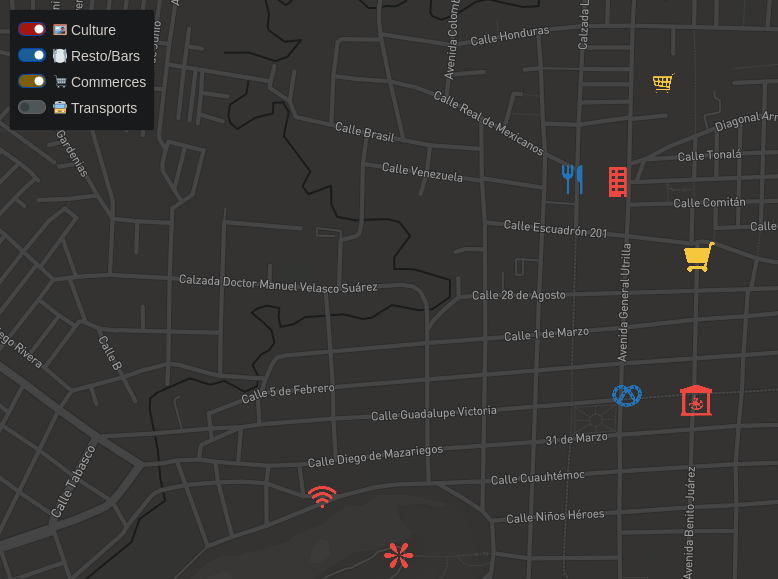 Culture
Resto/Bars
Commerces
Transports
Avenida Colomb
Calzada L
Calle Honduras
Calle Real de Mexicanos
Calle Brasil
Calle Venezuela
Diagonal Arr
Calle Tonalá
Calle Comitán
Calle
Calle Escuadrón 201
Gardenias
Calzada Doctor Manuel Velasco Suárez
Calle 28 de Agosto
Avenida General Utrilla
Calle 1 de Marzo
ego Rivera
Calle B
Calle 5 de Febrero
Calle Guadalupe Victoria
31 de Marzo
Calle Diego de Mazariegos
Calle Cuauhtémoc
Calle Tabasco
Calle Niños Héroes
Avenida Benito Juárez